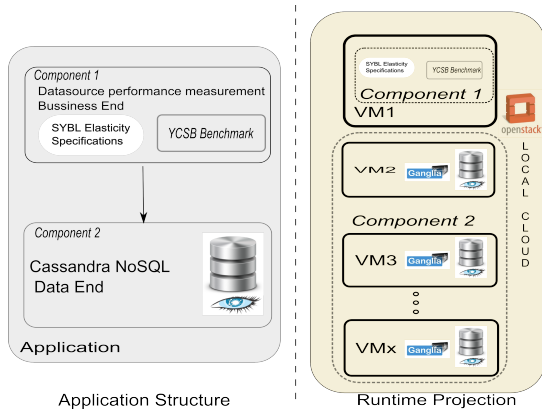 Component 1
Datasource performance measurement
Bussiness End
SYBL Elasticity
Specifications
YCSB Benchmark
Component 2
Cassandra NoSQL
Data End
Application
Application Structure
SYBL Elasticity
Specifications
YCSB Benchmark
Component 1
VM1
openstack
LOCAL CLOUD
VM2
Ganglia
Component 2
VM3
Ganglia
VMx
Ganglia
Runtime Projection